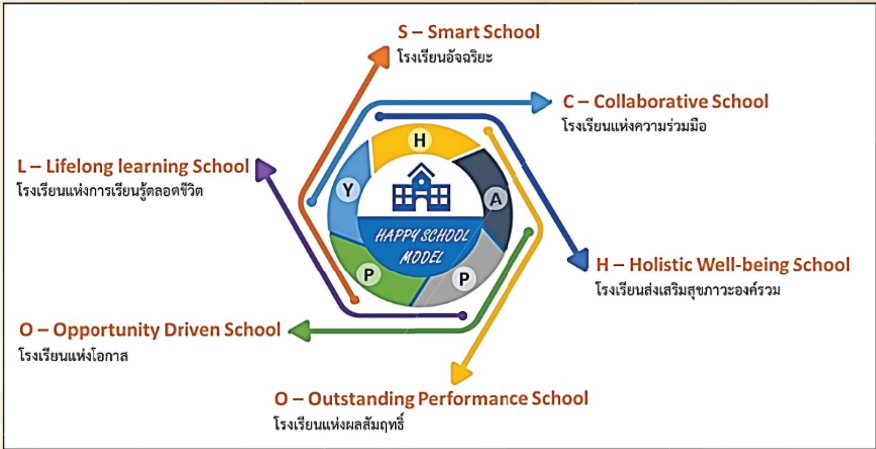 S – Smart School
โรงเรียนอัจฉริยะ
C – Collaborative School
โรงเรียนแห่งความร่วมมือ
H – Holistic Well-being School
โรงเรียนส่งเสริมสุขภาวะองค์รวม
O – Outstanding Performance School
โรงเรียนแห่งผลสัมฤทธิ์
O – Opportunity Driven School
โรงเรียนแห่งโอกาส
L – Lifelong learning School
โรงเรียนแห่งการเรียนรู้ตลอดชีวิต
H
A
P
P
Y
HAPPY SCHOOL
MODEL